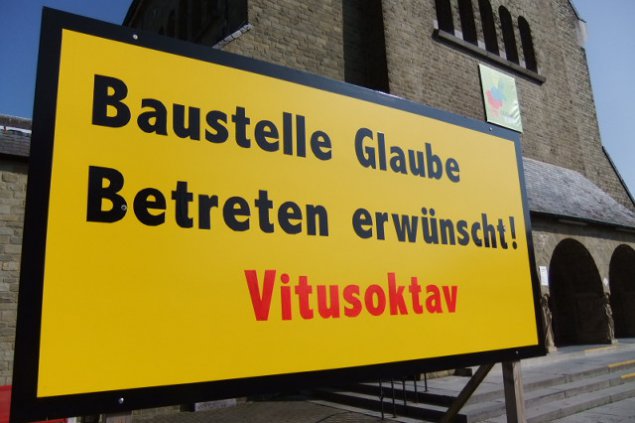 Baustelle Glaube
Betreten erwünscht!
Vitusoktav